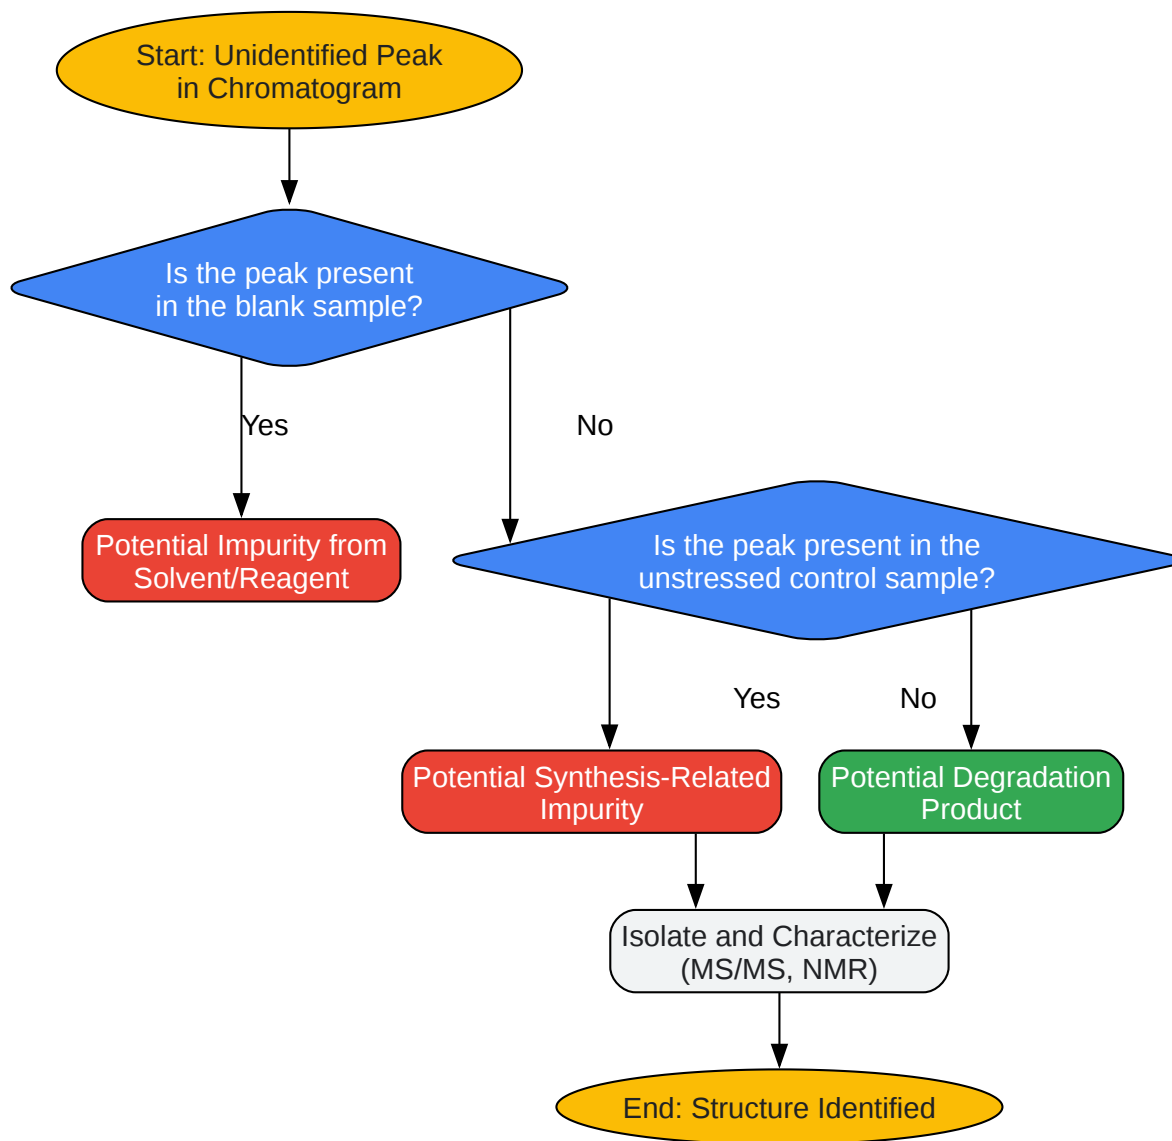 Start: Unidentified Peak
in Chromatogram
Is the peak present
in the blank sample?
Yes
No
Potential Impurity from
Solvent/Reagent
Is the peak present in the
unstressed control sample?
Yes
No
Potential Synthesis-Related
Impurity
Potential Degradation
Product
Isolate and Characterize
(MS/MS, NMR)
End: Structure Identified